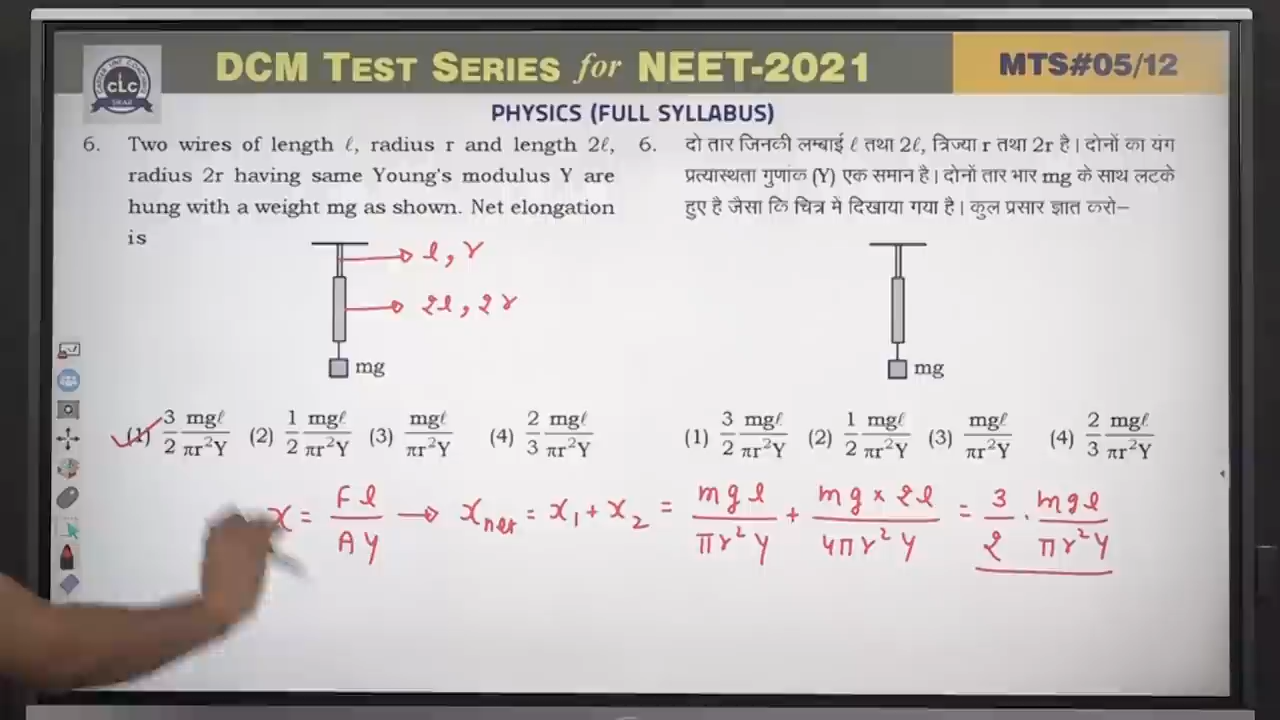 CLC
SIKAR
DCM TEST SERIES for NEET-2021
MTS#05/12
PHYSICS (FULL SYLLABUS)
6. Two wires of length ℓ, radius r and length 2ℓ,
radius 2r having same Young's modulus Y are
hung with a weight mg as shown. Net elongation
is
ℓ, r
2ℓ, 2r
mg
(1) 3/2 mgℓ/πr²Y (2) 1/2 mgℓ/πr²Y (3) mgℓ/πr²Y (4) 2/3 mgℓ/πr²Y
6. दो तार जिनकी लम्बाई ℓ तथा 2ℓ, त्रिज्या r तथा 2r है। दोनों का यंग
प्रत्यास्थता गुणांक (Y) एक समान है। दोनों तार भार mg के साथ लटके
हुए है जैसा कि चित्र मे दिखाया गया है। कुल प्रसार ज्ञात करो–
mg
(1) 3/2 mgℓ/πr²Y (2) 1/2 mgℓ/πr²Y (3) mgℓ/πr²Y (4) 2/3 mgℓ/πr²Y
x = Fℓ/AY → x_net = x₁ + x₂ = mgℓ/πr²Y + mg×2ℓ/4πr²Y = 3/2 · mgℓ/πr²Y